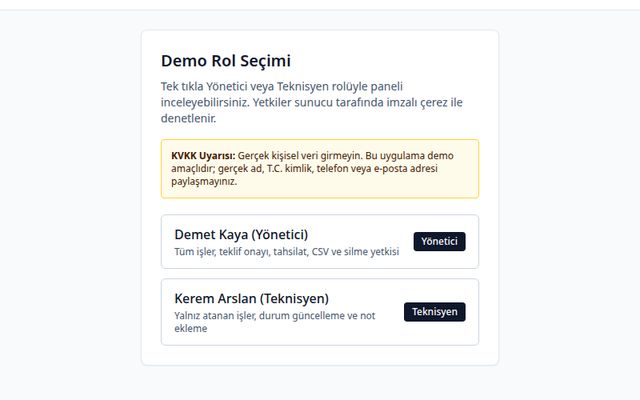 Demo Rol Seçimi
Tek tıkla Yönetici veya Teknisyen rolüyle paneli
inceleyebilirsiniz. Yetkiler sunucu tarafında imzalı çerez ile
denetlenir.
KVKK Uyarısı: Gerçek kişisel veri girmeyin. Bu uygulama demo
amaçlıdır; gerçek ad, T.C. kimlik, telefon veya e-posta adresi
paylaşmayınız.
Demet Kaya (Yönetici)
Tüm işler, teklif onayı, tahsilat, CSV ve silme yetkisi
Yönetici
Kerem Arslan (Teknisyen)
Yalnız atanan işler, durum güncelleme ve not
ekleme
Teknisyen